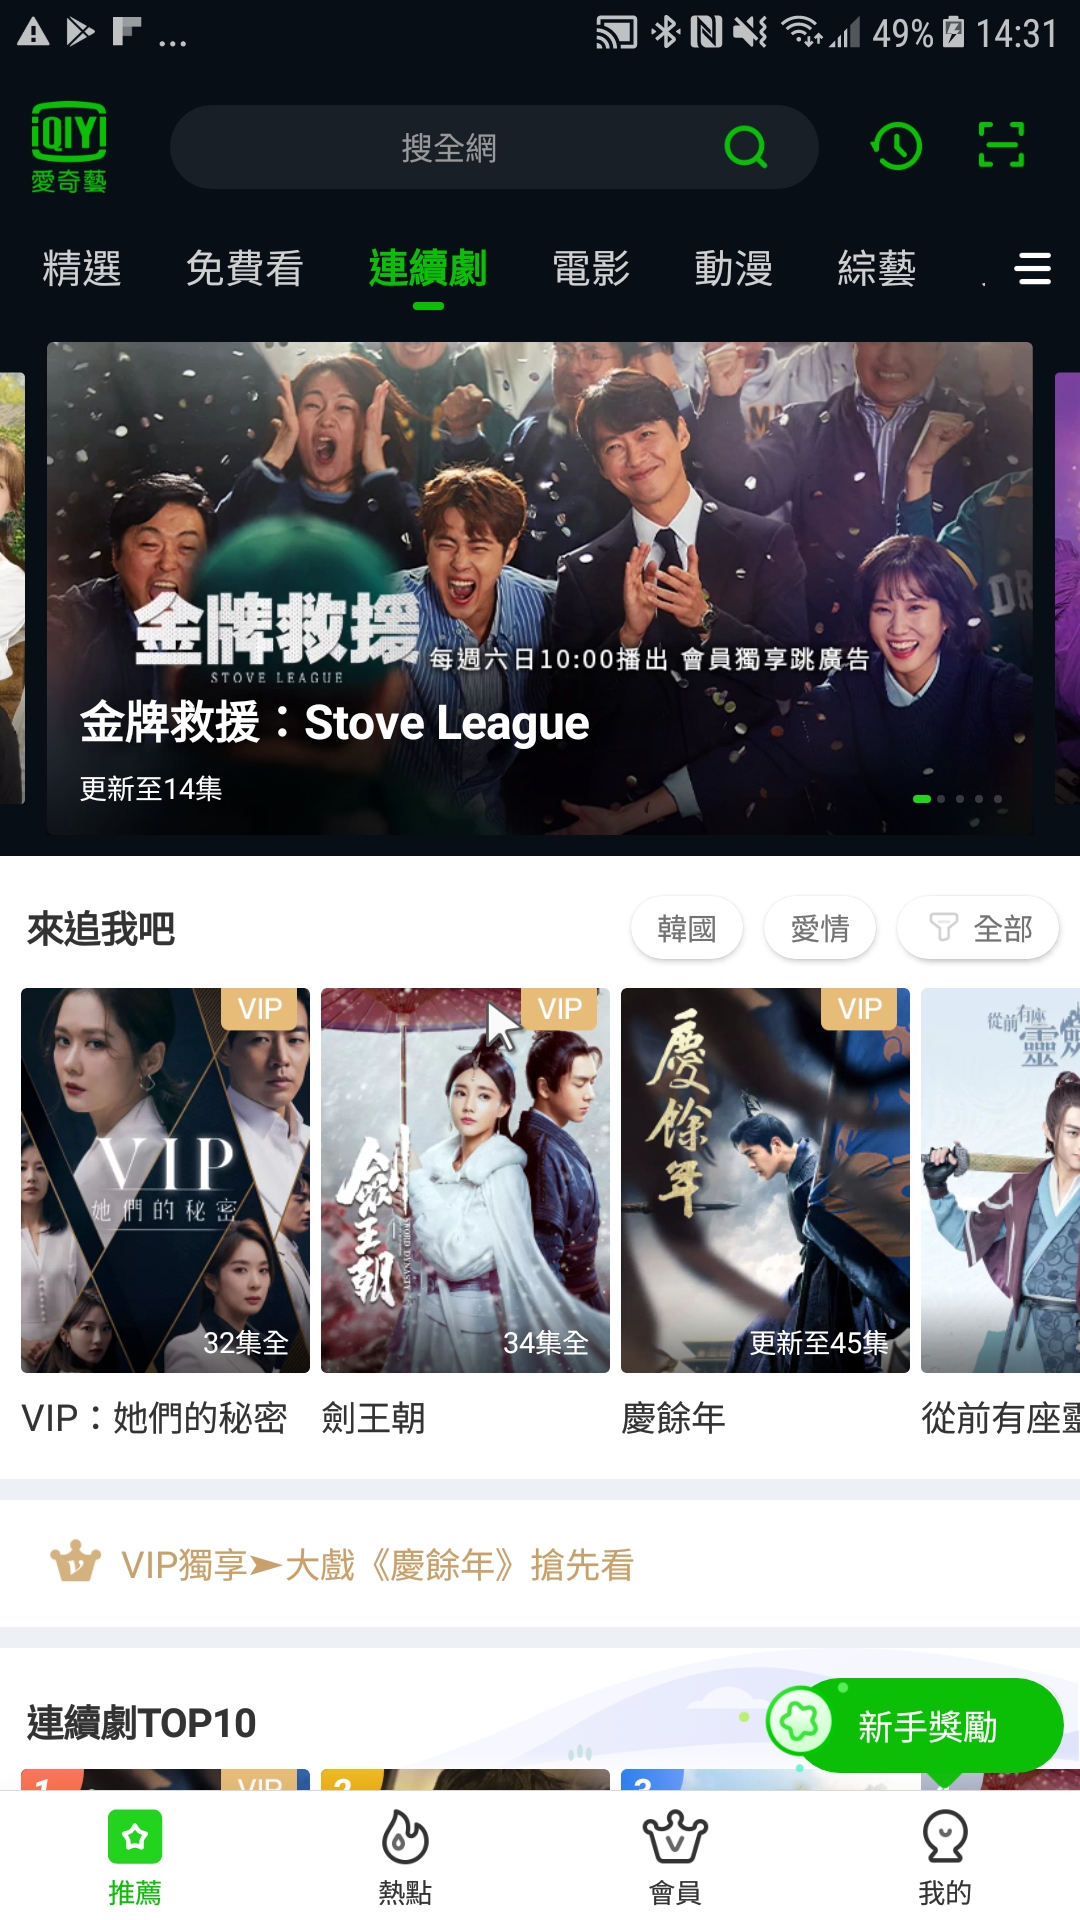 49% 14:31
iQIYI
愛奇藝
搜全網
精選 免費看 連續劇 電影 動漫 綜藝
金牌救援
STOVE LEAGUE
每週六日10:00播出 會員獨享跳廣告
金牌救援：Stove League
更新至14集
來追我吧
韓國 愛情 全部
VIP VIP VIP
VIP
她們的秘密
劍王朝
SWORD DYNASTY
慶餘年
從前有座靈劍
32集全 34集全 更新至45集
VIP：她們的秘密 劍王朝 慶餘年 從前有座靈
VIP獨享➤大戲《慶餘年》搶先看
連續劇TOP10
新手獎勵
1 VIP 2 3
推薦 熱點 會員 我的